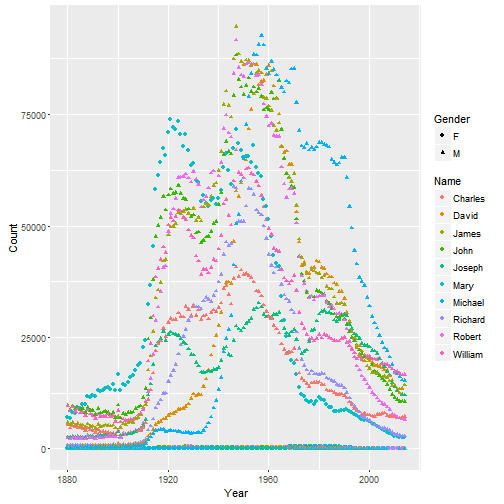 75000
50000
25000
0
Count
1880
1920
1960
2000
Year
Gender
F
M
Name
Charles
David
James
John
Joseph
Mary
Michael
Richard
Robert
William